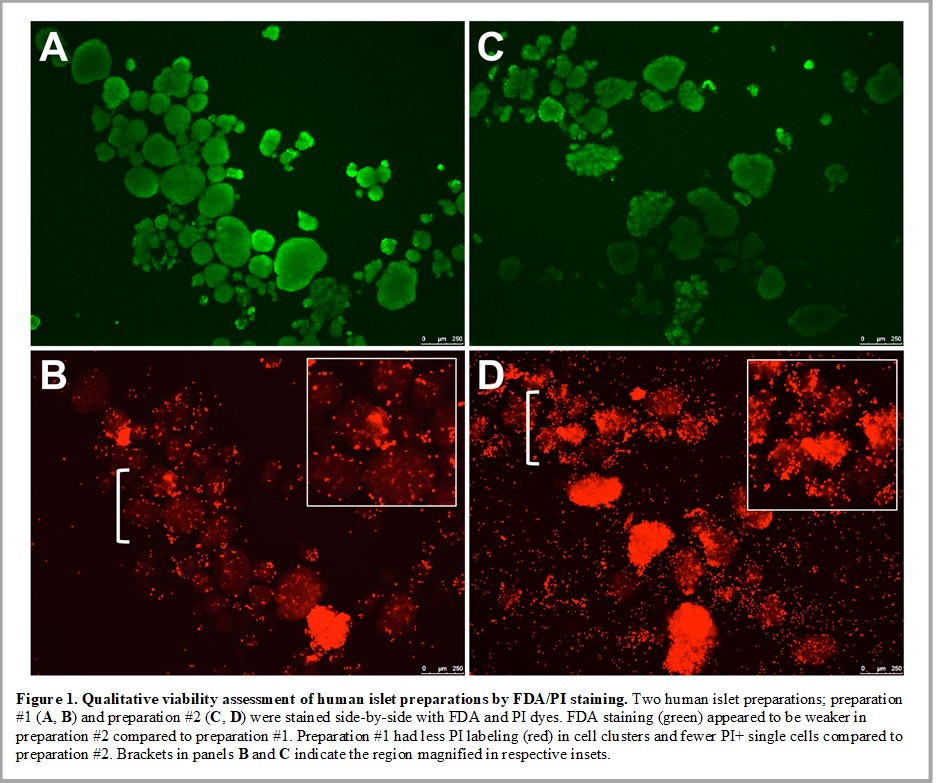 A
C
0 µm 250
0 µm 250
B
D
0 µm 250
0 µm 250
Figure 1. Qualitative viability assessment of human islet preparations by FDA/PI staining. Two human islet preparations; preparation
#1 (A, B) and preparation #2 (C, D) were stained side-by-side with FDA and PI dyes. FDA staining (green) appeared to be weaker in
preparation #2 compared to preparation #1. Preparation #1 had less PI labeling (red) in cell clusters and fewer PI+ single cells compared to
preparation #2. Brackets in panels B and C indicate the region magnified in respective insets.